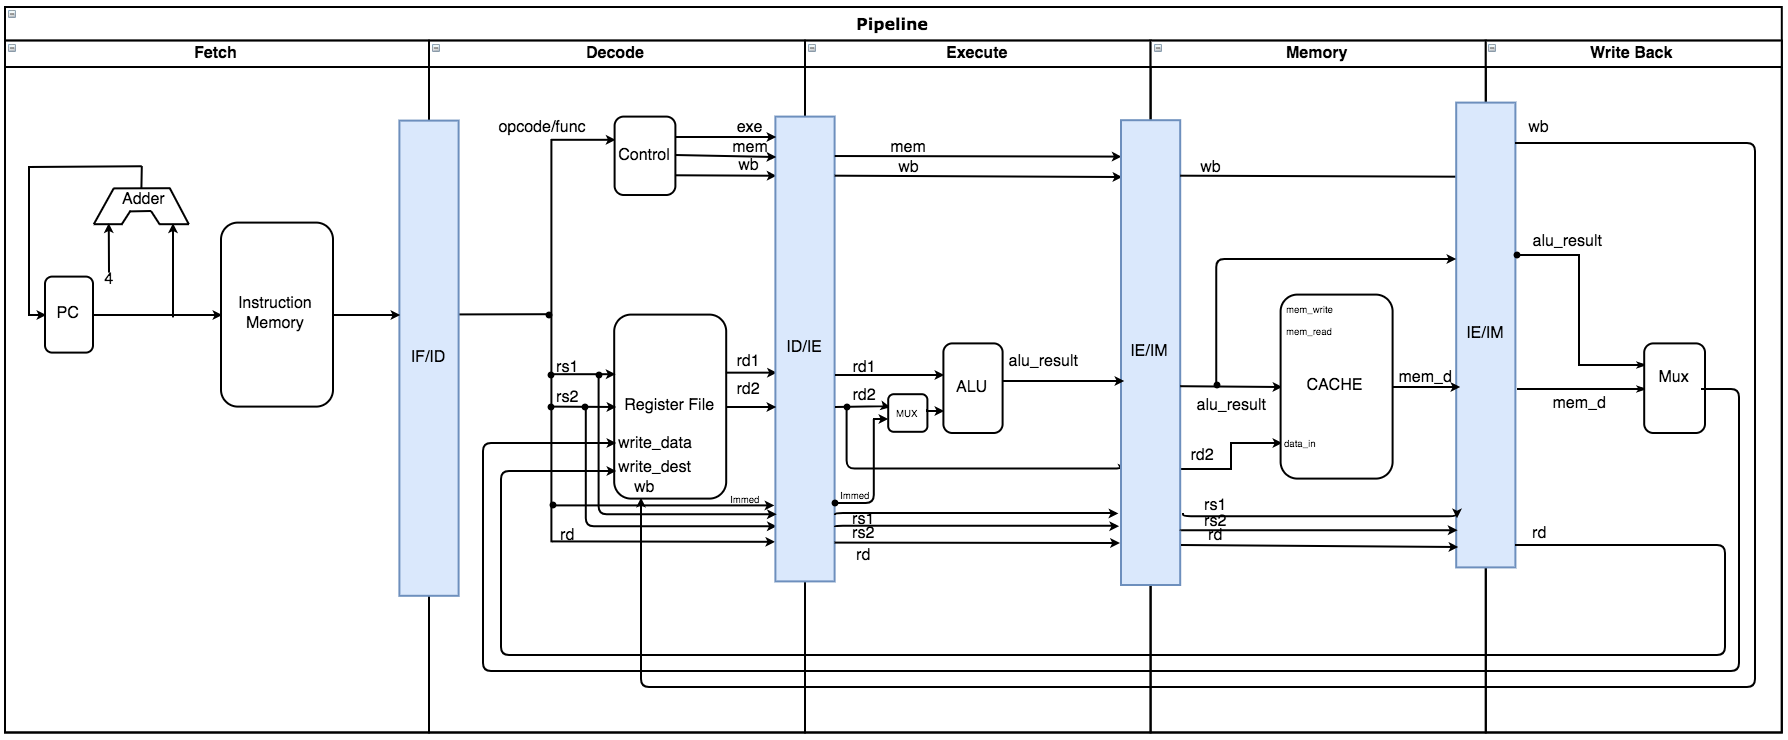 Pipeline
Fetch
Decode
Execute
Memory
Write Back
Adder
4
PC
Instruction
Memory
IF/ID
opcode/func
Control
exe
mem
wb
rs1
rs2
Register File
write_data
write_dest
wb
rd1
rd2
Immed
rd
ID/IE
mem
wb
rd1
rd2
MUX
ALU
alu_result
Immed
rs1
rs2
rd
IE/IM
wb
alu_result
rd2
mem_write
mem_read
CACHE
data_in
mem_d
rs1
rs2
rd
IE/IM
wb
alu_result
mem_d
Mux
rd